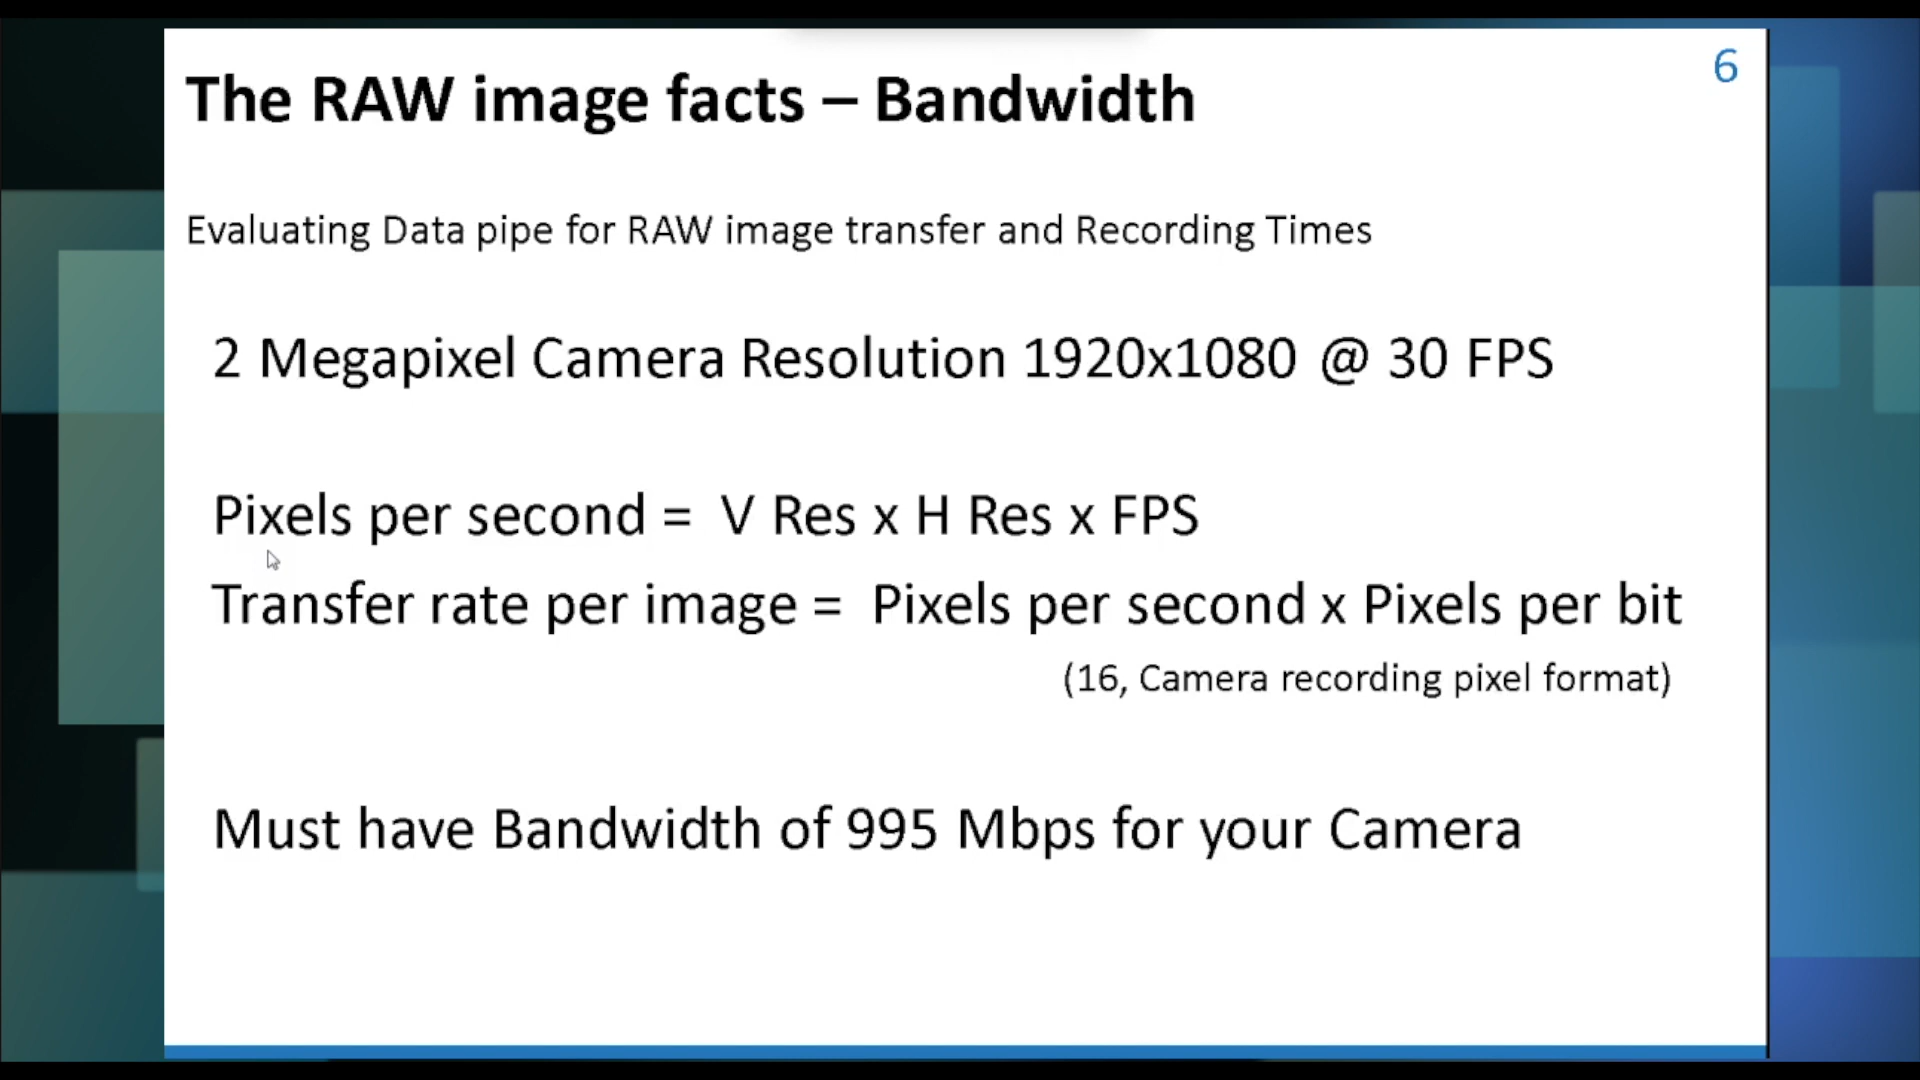 6
The RAW image facts – Bandwidth
Evaluating Data pipe for RAW image transfer and Recording Times
2 Megapixel Camera Resolution 1920x1080 @ 30 FPS
Pixels per second = V Res x H Res x FPS
Transfer rate per image = Pixels per second x Pixels per bit
(16, Camera recording pixel format)
Must have Bandwidth of 995 Mbps for your Camera